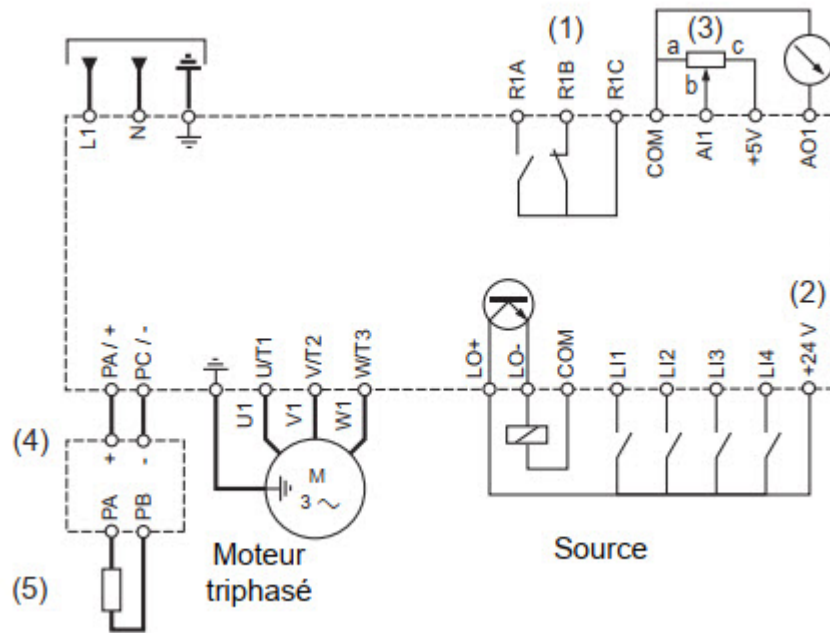 (1)
(3)
a
c
b
R1A
R1B
R1C
L1
N
COM
AI1
+5V
AO1
(2)
PA / +
PC / -
U/T1
V/T2
W/T3
LO+
LO-
COM
LI1
LI2
LI3
LI4
+24 V
U1
V1
W1
(4)
+
-
M
3 ~
PA
PB
Moteur
triphasé
Source
(5)